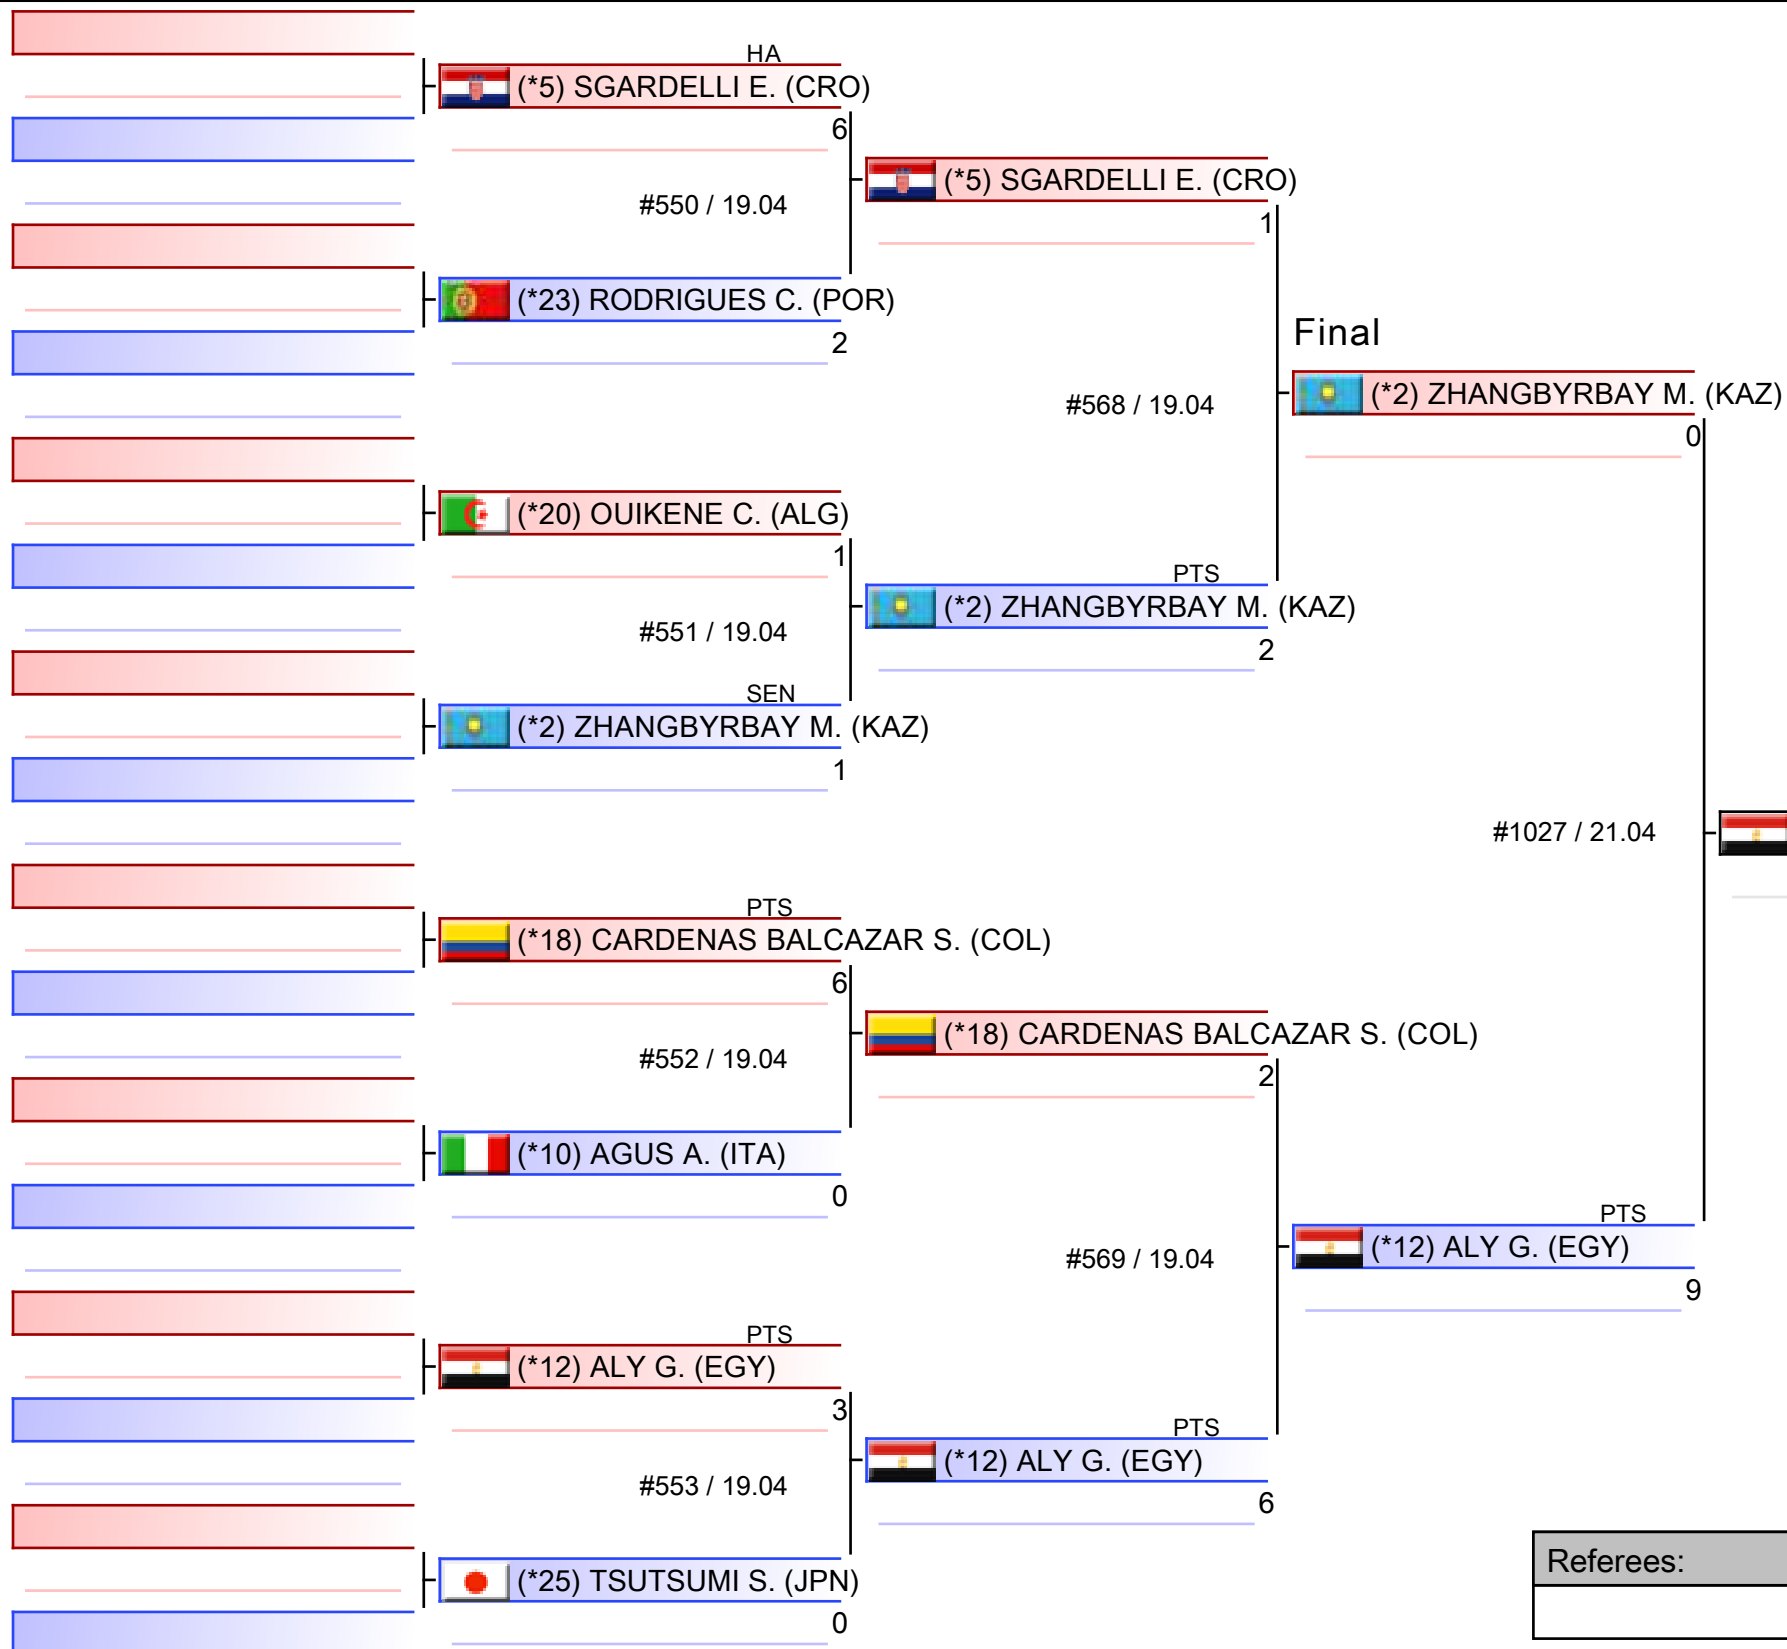 HA
(*5) SGARDELLI E. (CRO)
6
#550 / 19.04
(*23) RODRIGUES C. (POR)
2
(*5) SGARDELLI E. (CRO)
1
#568 / 19.04
(*20) OUIKENE C. (ALG)
1
#551 / 19.04
SEN
(*2) ZHANGBYRBAY M. (KAZ)
1
PTS
(*2) ZHANGBYRBAY M. (KAZ)
2
Final
(*2) ZHANGBYRBAY M. (KAZ)
0
#1027 / 21.04
PTS
(*18) CARDENAS BALCAZAR S. (COL)
6
#552 / 19.04
(*10) AGUS A. (ITA)
0
(*18) CARDENAS BALCAZAR S. (COL)
2
#569 / 19.04
PTS
(*12) ALY G. (EGY)
9
PTS
(*12) ALY G. (EGY)
3
#553 / 19.04
(*25) TSUTSUMI S. (JPN)
0
PTS
(*12) ALY G. (EGY)
6
Referees: